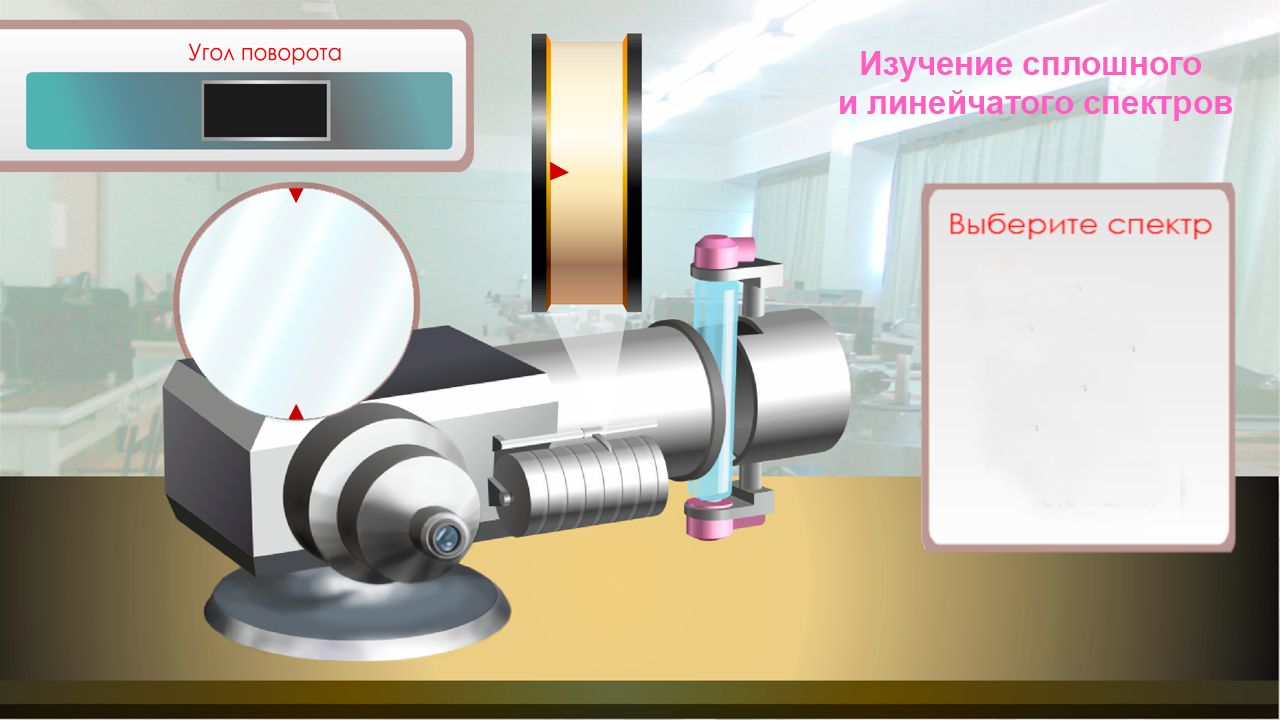 Угол поворота
Изучение сплошного
и линейчатого спектров
Выберите спектр